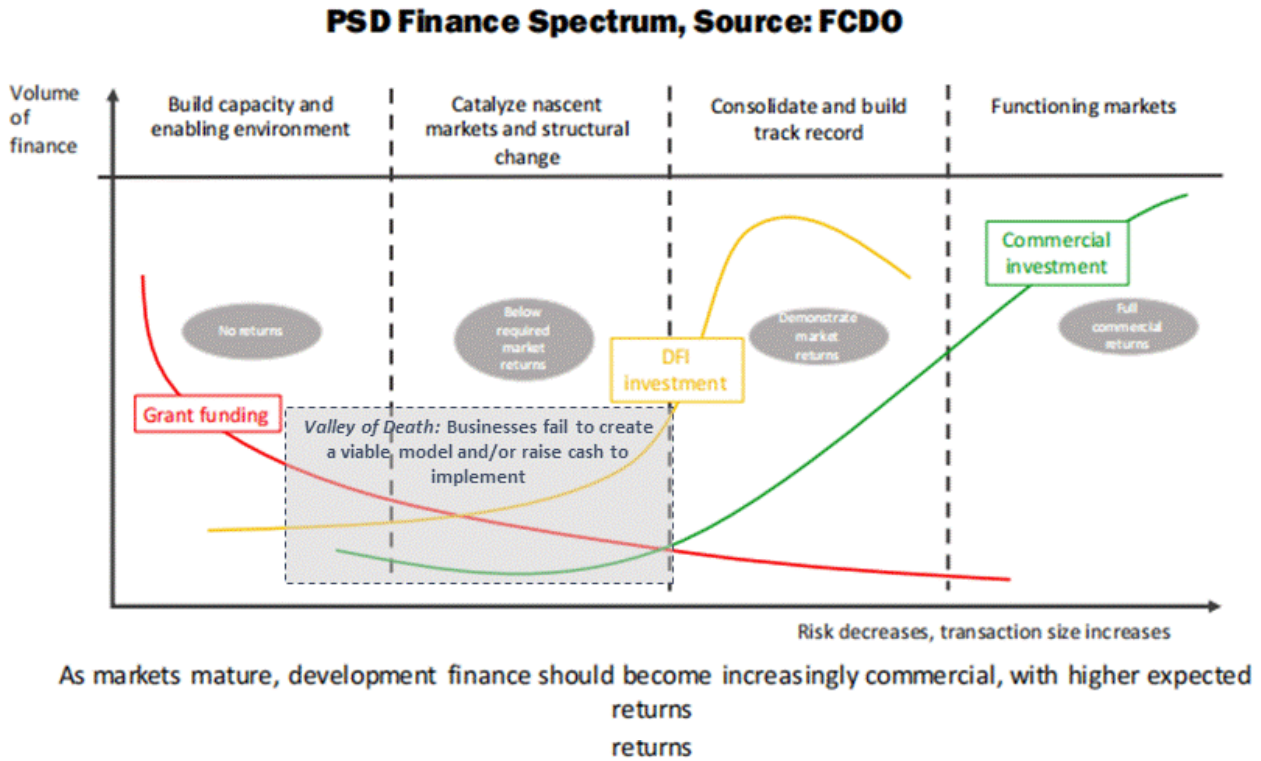 PSD Finance Spectrum, Source: FCDO
Volume
of
finance
Build capacity and
enabling environment
Catalyze nascent
markets and structural
change
Consolidate and build
track record
Functioning markets
Commercial
investment
No returns
Below
required
market
returns
Demonstrate
market
returns
Full
commercial
returns
DFI
investment
Grant funding
Valley of Death: Businesses fail to create
a viable model and/or raise cash to
implement
Risk decreases, transaction size increases
As markets mature, development finance should become increasingly commercial, with higher expected
returns
returns